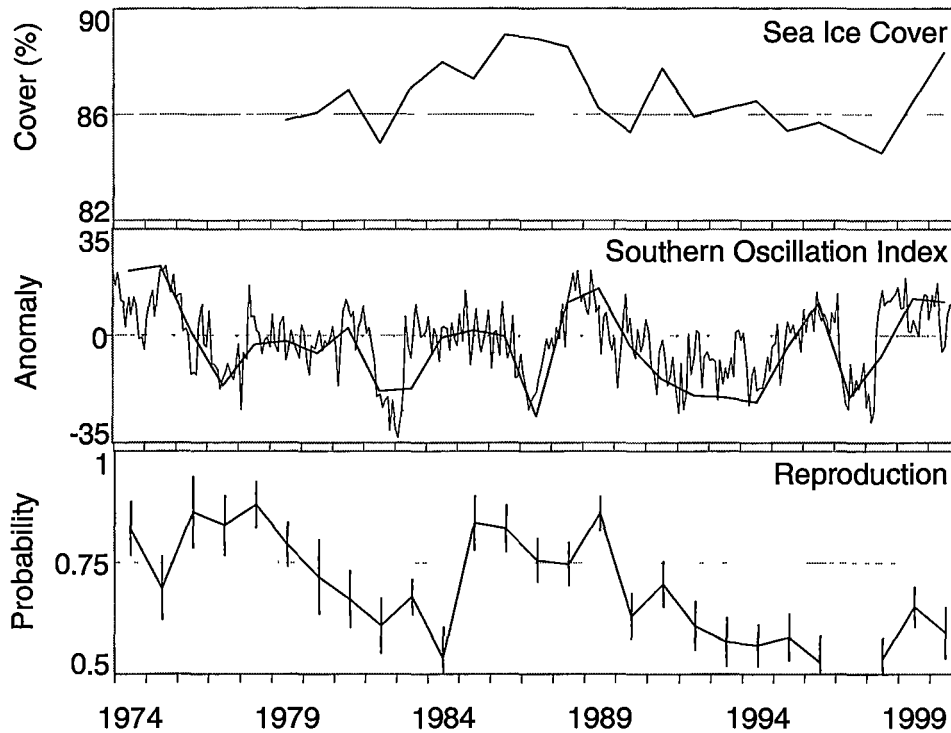 90
Sea Ice Cover
Cover (%)
86
82
35
Southern Oscillation Index
Anomaly
0
-35
1
Reproduction
Probability
0.75
0.5
1974 1979 1984 1989 1994 1999